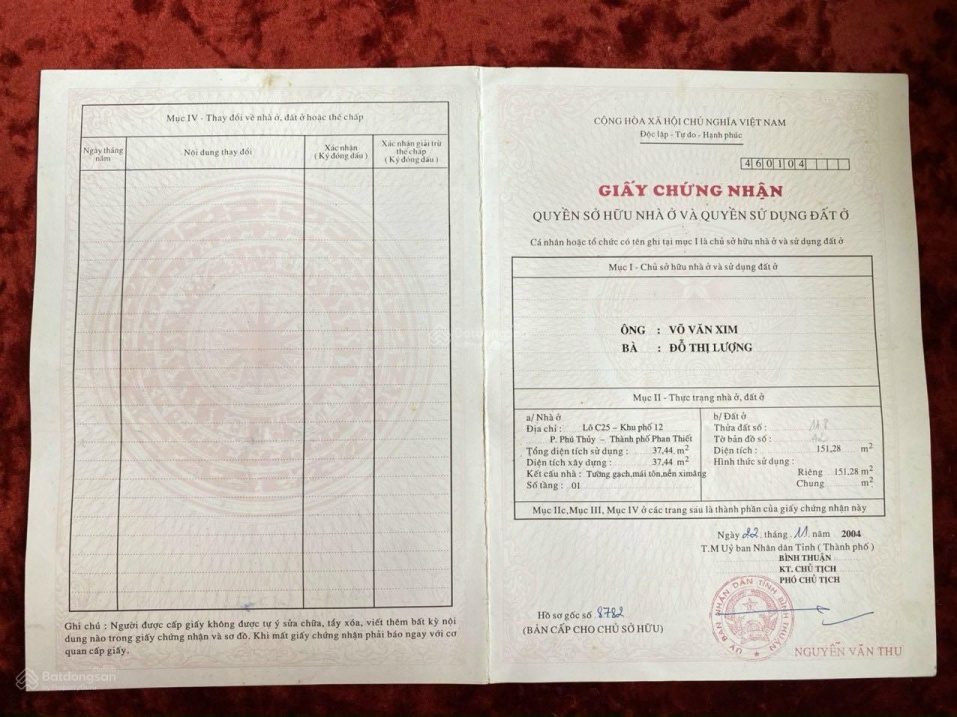 Mục IV - Thay đổi về nhà ở, đất ở hoặc thế chấp
Ngày tháng năm
Nội dung thay đổi
Xác nhận
( Ký đóng dấu )
Xác nhận giải trừ
thế chấp
( Ký đóng dấu )
Ghi chú : Người được cấp giấy không được tự ý sửa chữa, tẩy xóa, viết thêm bất kỳ nội
dung nào trong giấy chứng nhận và sơ đồ. Khi mất giấy chứng nhận phải báo ngay với cơ
quan cấp giấy.
Batdongsan
CỘNG HÒA XÃ HỘI CHỦ NGHĨA VIỆT NAM
Độc lập - Tự do - Hạnh phúc
460104
GIẤY CHỨNG NHẬN
QUYỀN SỞ HỮU NHÀ Ở VÀ QUYỀN SỬ DỤNG ĐẤT Ở
Cá nhân hoặc tổ chức có tên ghi tại mục I là chủ sở hữu nhà ở và sử dụng đất ở
Mục I - Chủ sở hữu nhà ở và sử dụng đất ở
ÔNG : VÕ VĂN XIM
BÀ : ĐỖ THỊ LƯỢNG
Mục II - Thực trạng nhà ở, đất ở
a/ Nhà ở
Địa chỉ : Lô C25 – Khu phố 12
P. Phú Thủy – Thành phố Phan Thiết
Tổng diện tích sử dụng : 37,44 m2
Diện tích xây dựng : 37,44 m2
Kết cấu nhà : Tường gạch,mái tôn,nền ximăng
Số tầng : 01
b/ Đất ở
Thửa đất số :
Tờ bản đồ số :
Diện tích : 151,28 m2
Hình thức sử dụng :
Riêng 151,28 m2
Chung m2
Mục IIc,Mục III, Mục IV ở các trang sau là thành phần của giấy chứng nhận này
Ngày 22 tháng 11 năm 2004
T.M Uỷ ban Nhân dân Tỉnh ( Thành phố )
BÌNH THUẬN
KT. CHỦ TỊCH
PHÓ CHỦ TỊCH
Hồ sơ gốc số 8782
(BẢN CẤP CHO CHỦ SỞ HỮU)
ỦY BAN NHÂN DÂN TỈNH BÌNH THUẬN
NGUYỄN VĂN THU